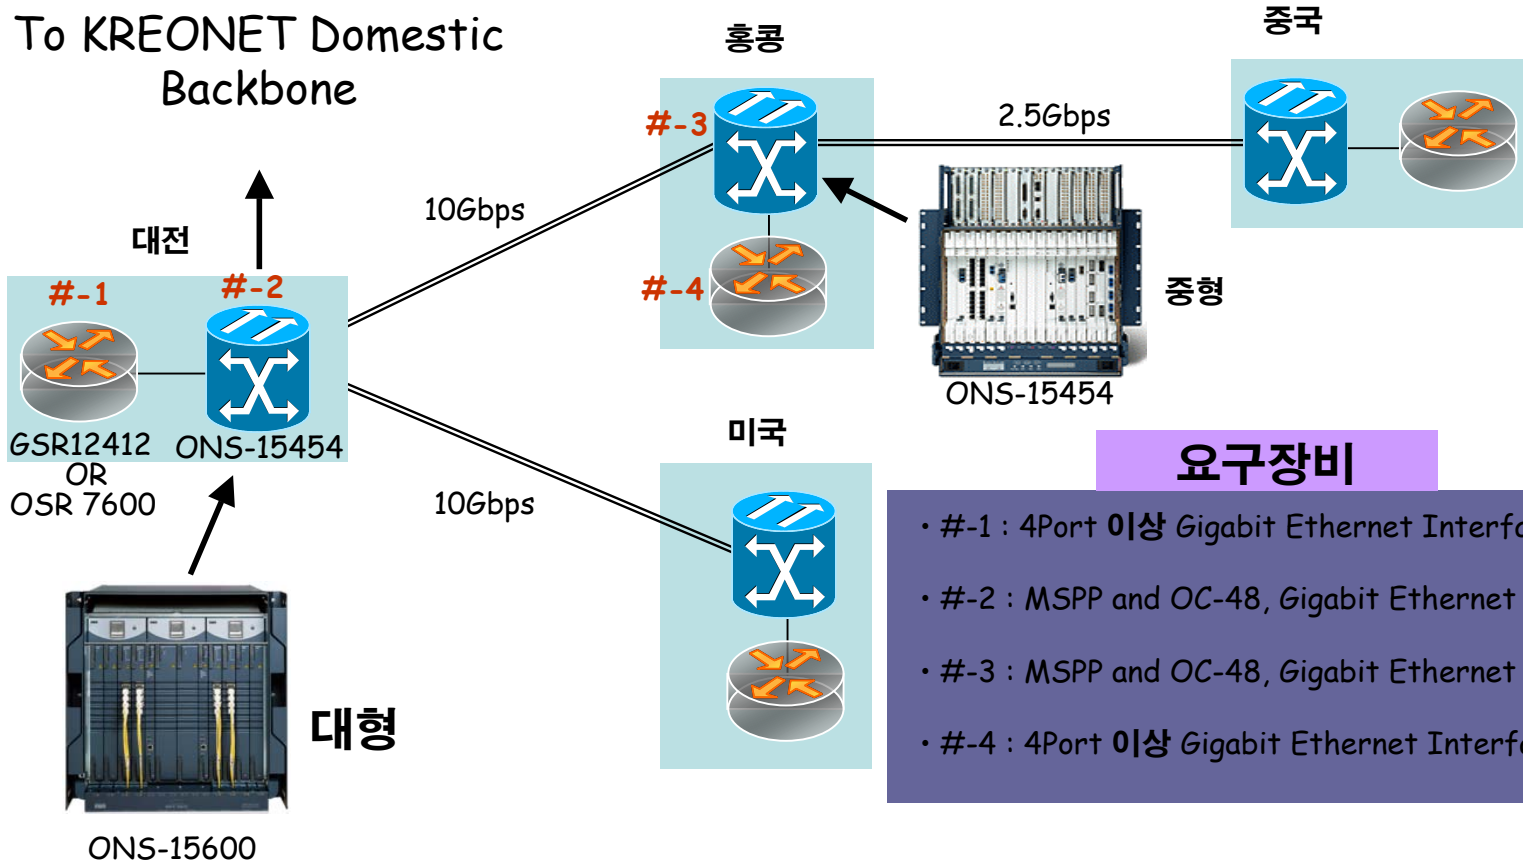 To KREONET Domestic
Backbone
홍콩
중국
#-3
2.5Gbps
10Gbps
대전
#-1
#-2
#-4
중형
ONS-15454
GSR12412
OR
OSR 7600
ONS-15454
미국
10Gbps
요구장비
• #-1 : 4Port 이상 Gigabit Ethernet
• #-2 : MSPP and OC-48, Gigabit Ethernet
• #-3 : MSPP and OC-48, Gigabit Ethernet
• #-4 : 4Port 이상 Gigabit Ethernet
대형
ONS-15600